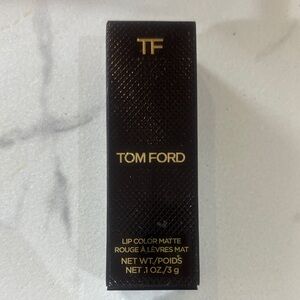 TF
TOM FORD
LIP COLOR MATTE
ROUGE À LÈVRES MAT
NET WT./POIDS
NET .1 OZ./3 g